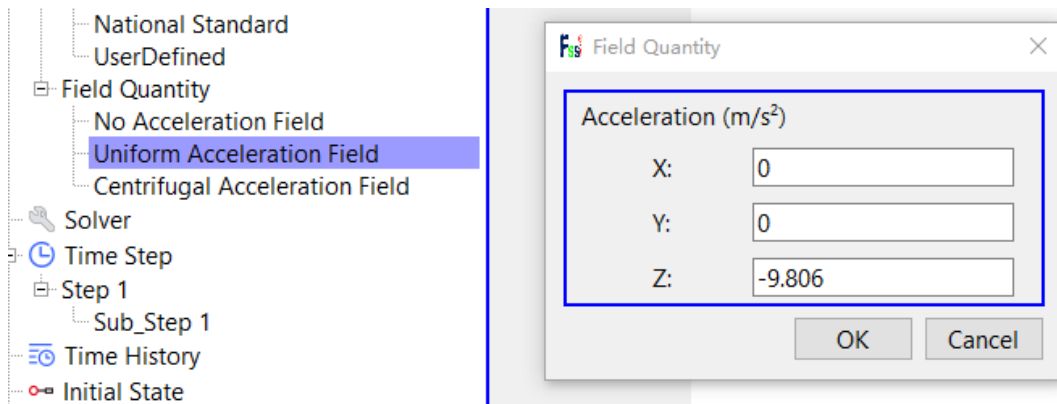 National Standard
UserDefined
Field Quantity
No Acceleration Field
Uniform Acceleration Field
Centrifugal Acceleration Field
Solver
Time Step
Step 1
Sub_Step 1
Time History
Initial State
Fss Field Quantity
Acceleration (m/s²)
X: 0
Y: 0
Z: -9.806
OK Cancel